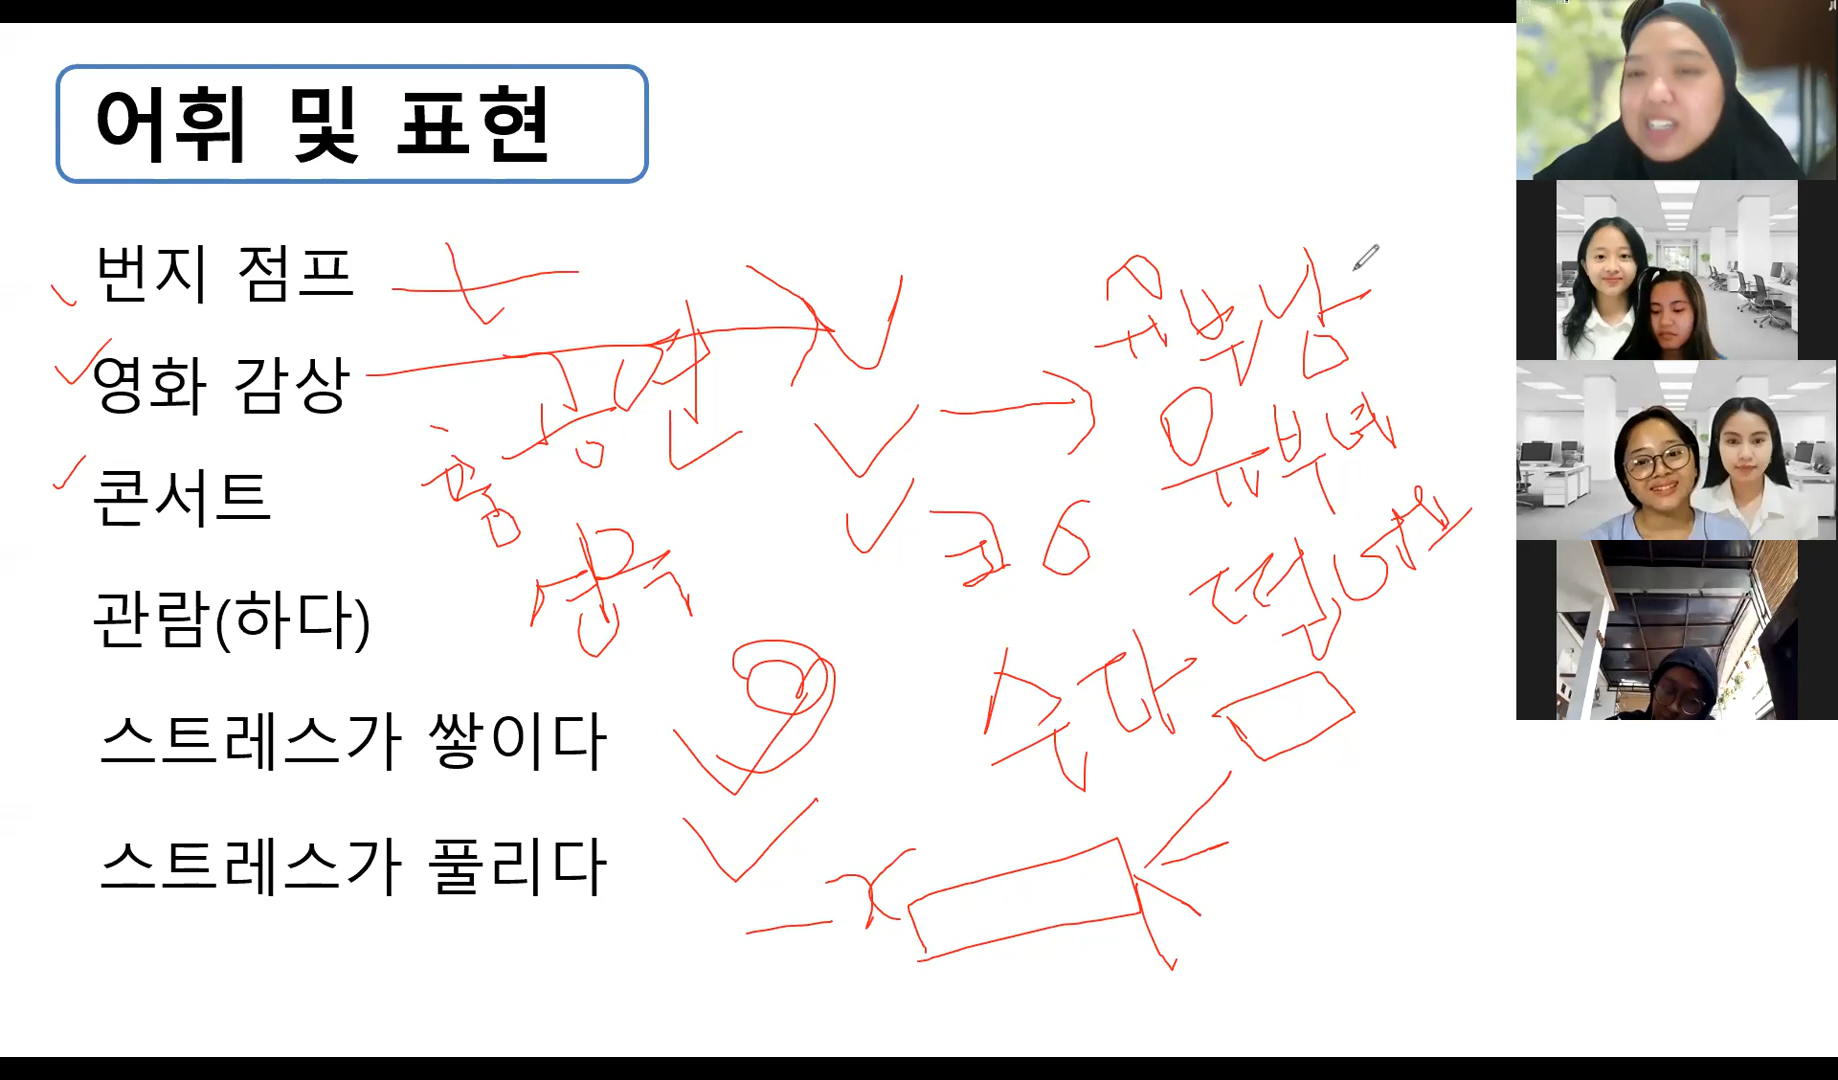 어휘 및 표현
번지 점프
영화 감상
콘서트
관람(하다)
스트레스가 쌓이다
스트레스가 풀리다
공연
유부남
유부녀
수다